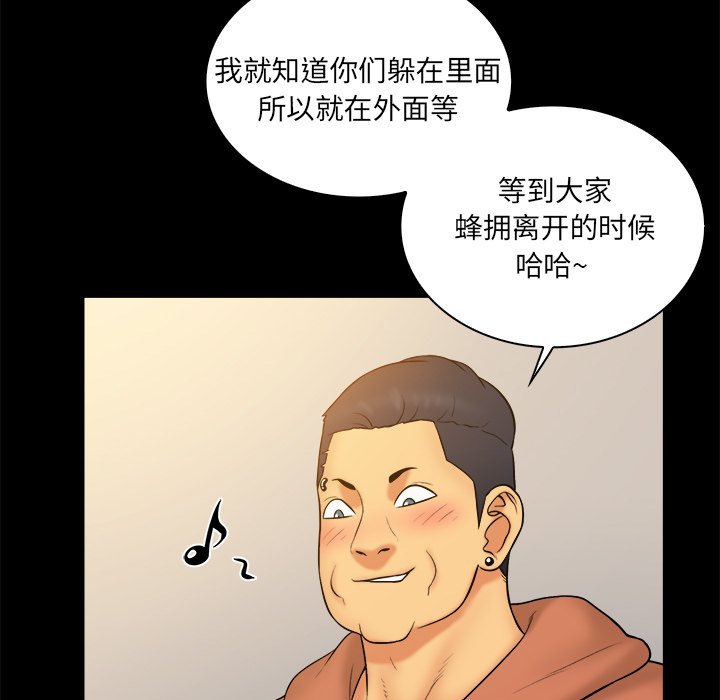 我就知道你们躲在里面
所以就在外面等
等到大家
蜂拥离开的时候
哈哈~